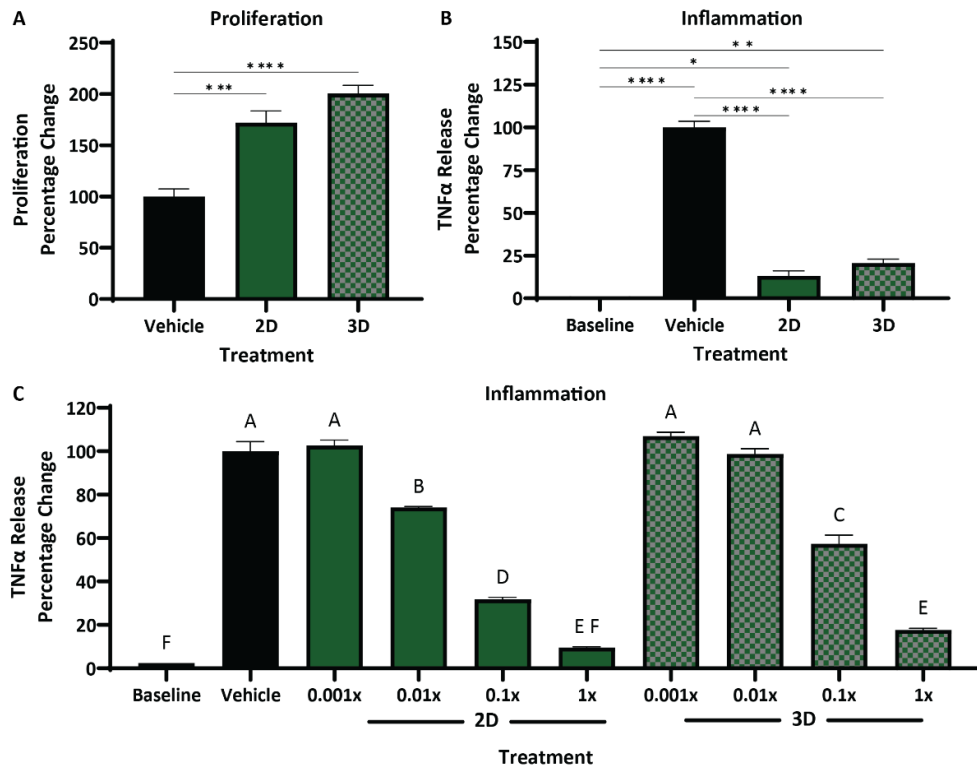 A
Proliferation
Proliferation
Percentage Change
250
200
150
100
50
0
****
***
Vehicle
2D
3D
Treatment
B
Inflammation
TNFα Release
Percentage Change
150
125
100
75
50
25
0
**
*
****
****
****
Baseline
Vehicle
2D
3D
Treatment
C
Inflammation
TNFα Release
Percentage Change
120
100
80
60
40
20
0
F
A
A
B
D
E F
A
A
C
E
Baseline
Vehicle
0.001x
0.01x
0.1x
1x
0.001x
0.01x
0.1x
1x
2D
3D
Treatment